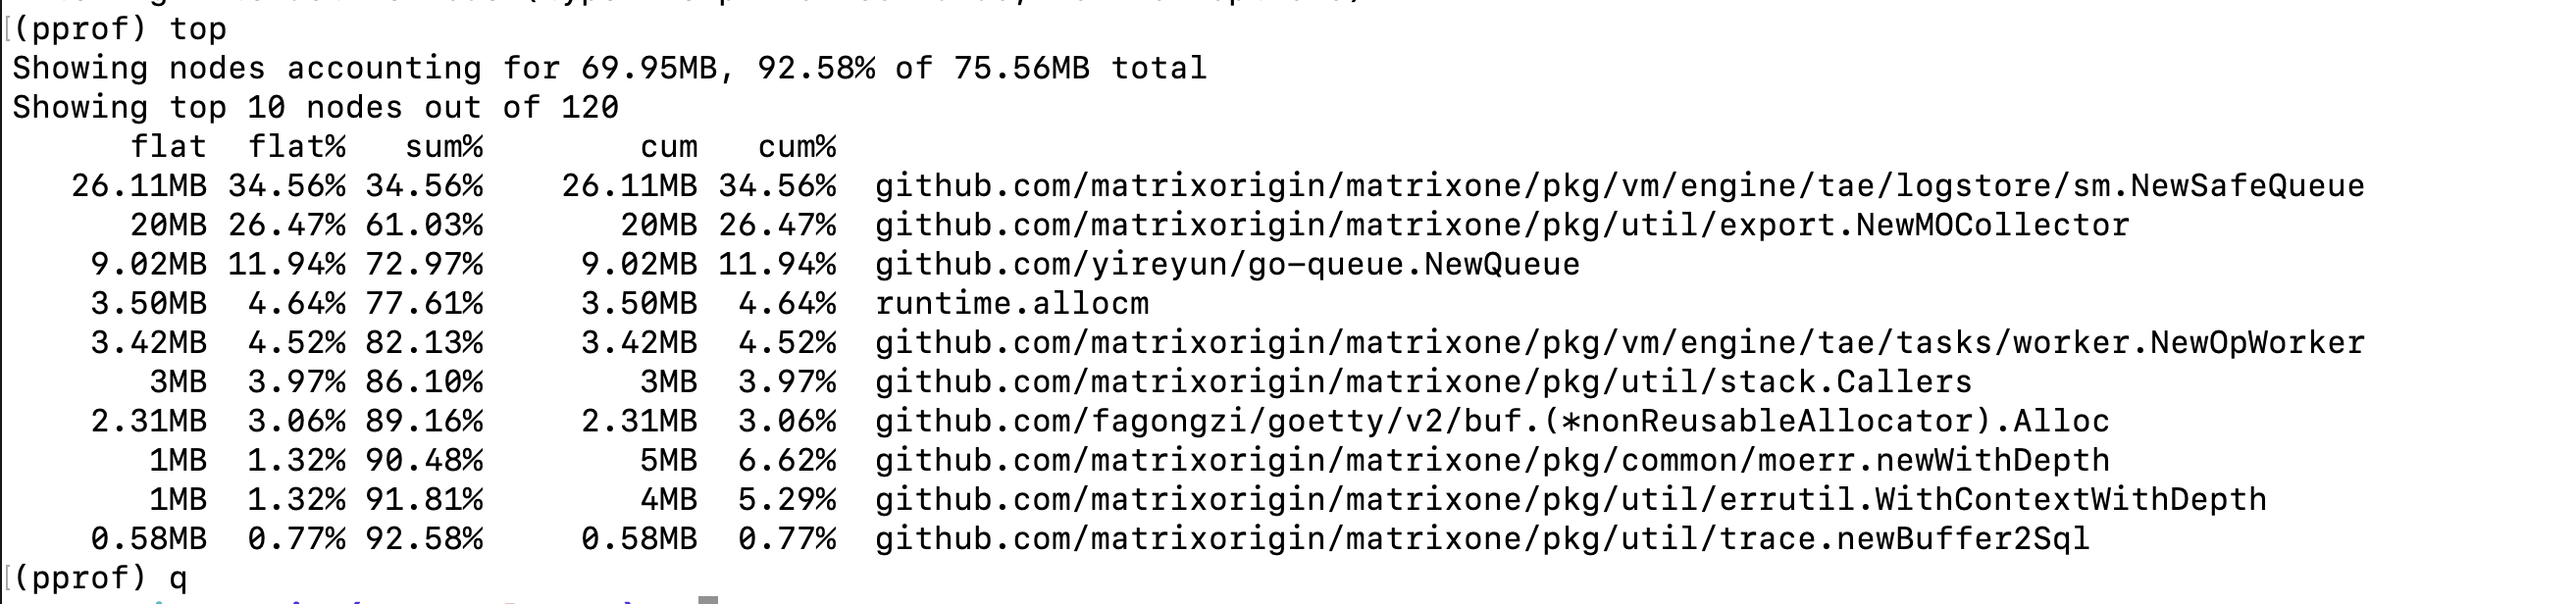 (pprof) top
Showing nodes accounting for 69.95MB, 92.58% of 75.56MB total
Showing top 10 nodes out of 120
flat flat% sum% cum cum%
26.11MB 34.56% 34.56% 26.11MB 34.56% github.com/matrixorigin/matrixone/pkg/vm/engine/tae/logstore/sm.NewSafeQueue
20MB 26.47% 61.03% 20MB 26.47% github.com/matrixorigin/matrixone/pkg/util/export.NewMOCollector
9.02MB 11.94% 72.97% 9.02MB 11.94% github.com/yireyun/go-queue.NewQueue
3.50MB 4.64% 77.61% 3.50MB 4.64% runtime.allocm
3.42MB 4.52% 82.13% 3.42MB 4.52% github.com/matrixorigin/matrixone/pkg/vm/engine/tae/tasks/worker.NewOpWorker
3MB 3.97% 86.10% 3MB 3.97% github.com/matrixorigin/matrixone/pkg/util/stack.Callers
2.31MB 3.06% 89.16% 2.31MB 3.06% github.com/fagongzi/goetty/v2/buf.(*nonReusableAllocator).Alloc
1MB 1.32% 90.48% 5MB 6.62% github.com/matrixorigin/matrixone/pkg/common/moerr.newWithDepth
1MB 1.32% 91.81% 4MB 5.29% github.com/matrixorigin/matrixone/pkg/util/errutil.WithContextWithDepth
0.58MB 0.77% 92.58% 0.58MB 0.77% github.com/matrixorigin/matrixone/pkg/util/trace.newBuffer2Sql
(pprof) q